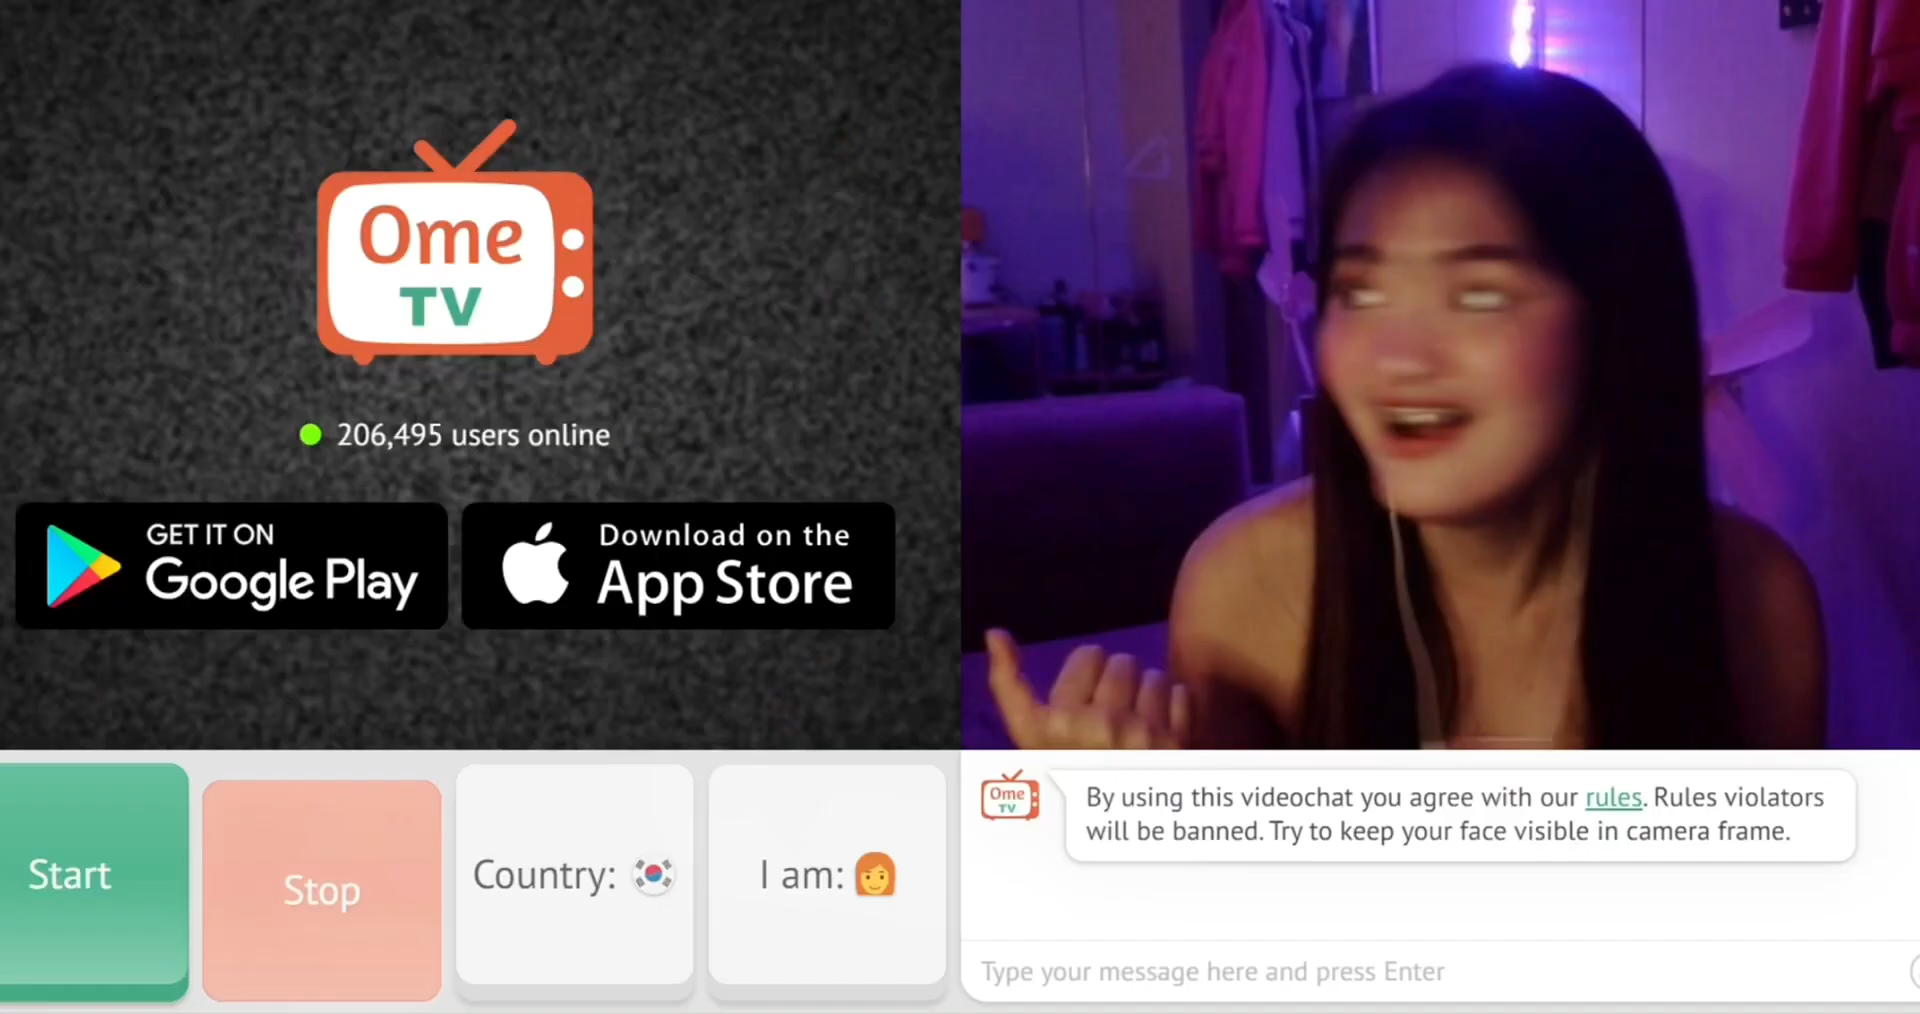 Ome
TV
206,495 users online
GET IT ON
Google Play
Download on the
App Store
Start
Stop
Country:
I am:
Ome
TV
By using this videochat you agree with our rules. Rules violators
will be banned. Try to keep your face visible in camera frame.
Type your message here and press Enter